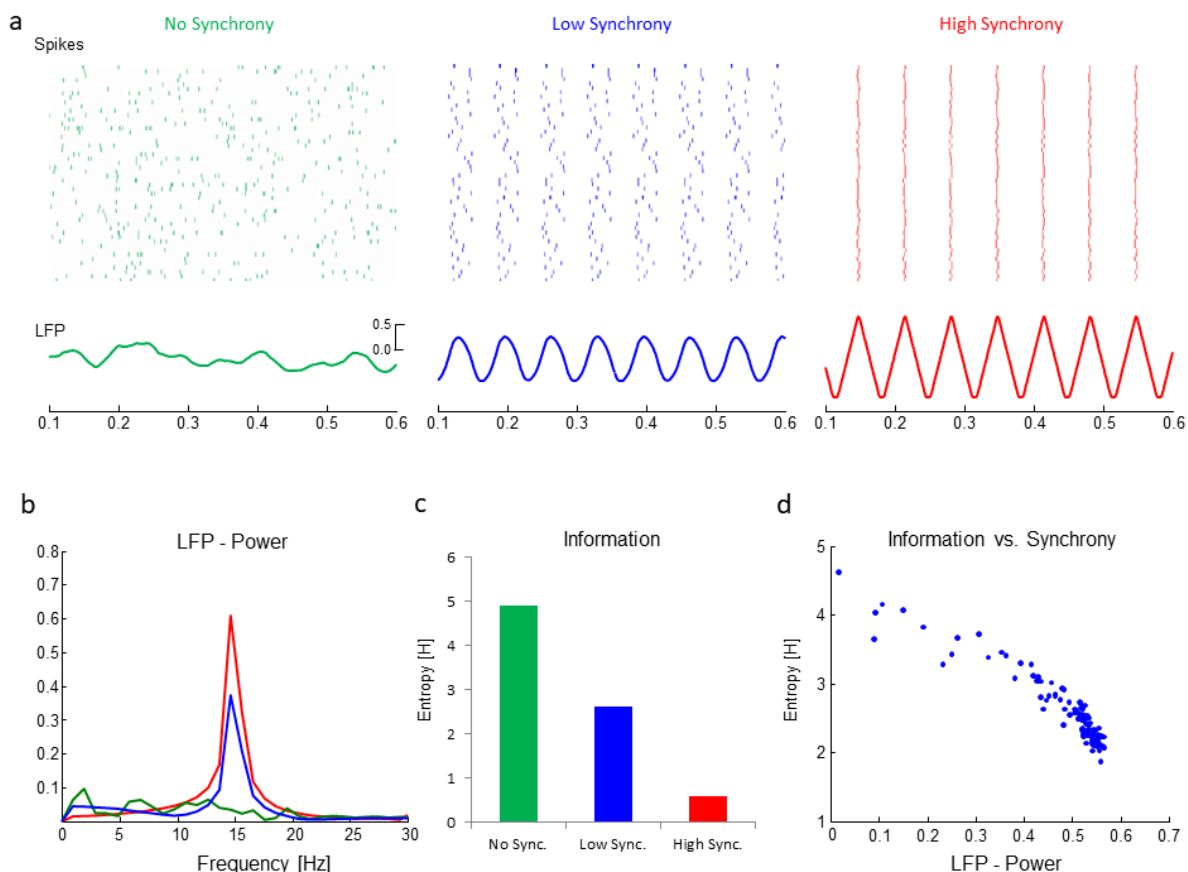 a
No Synchrony
Low Synchrony
High Synchrony
Spikes
LFP
0.5
0.0
0.1 0.2 0.3 0.4 0.5 0.6
0.1 0.2 0.3 0.4 0.5 0.6
0.1 0.2 0.3 0.4 0.5 0.6
b
LFP - Power
0.8
0.7
0.6
0.5
0.4
0.3
0.2
0.1
0 5 10 15 20 25 30
Frequency [Hz]
c
Information
Entropy [H]
6
5
4
3
2
1
0
No Sync. Low Sync. High Sync.
d
Information vs. Synchrony
Entropy [H]
5
4
3
2
1
0 0.1 0.2 0.3 0.4 0.5 0.6 0.7
LFP - Power